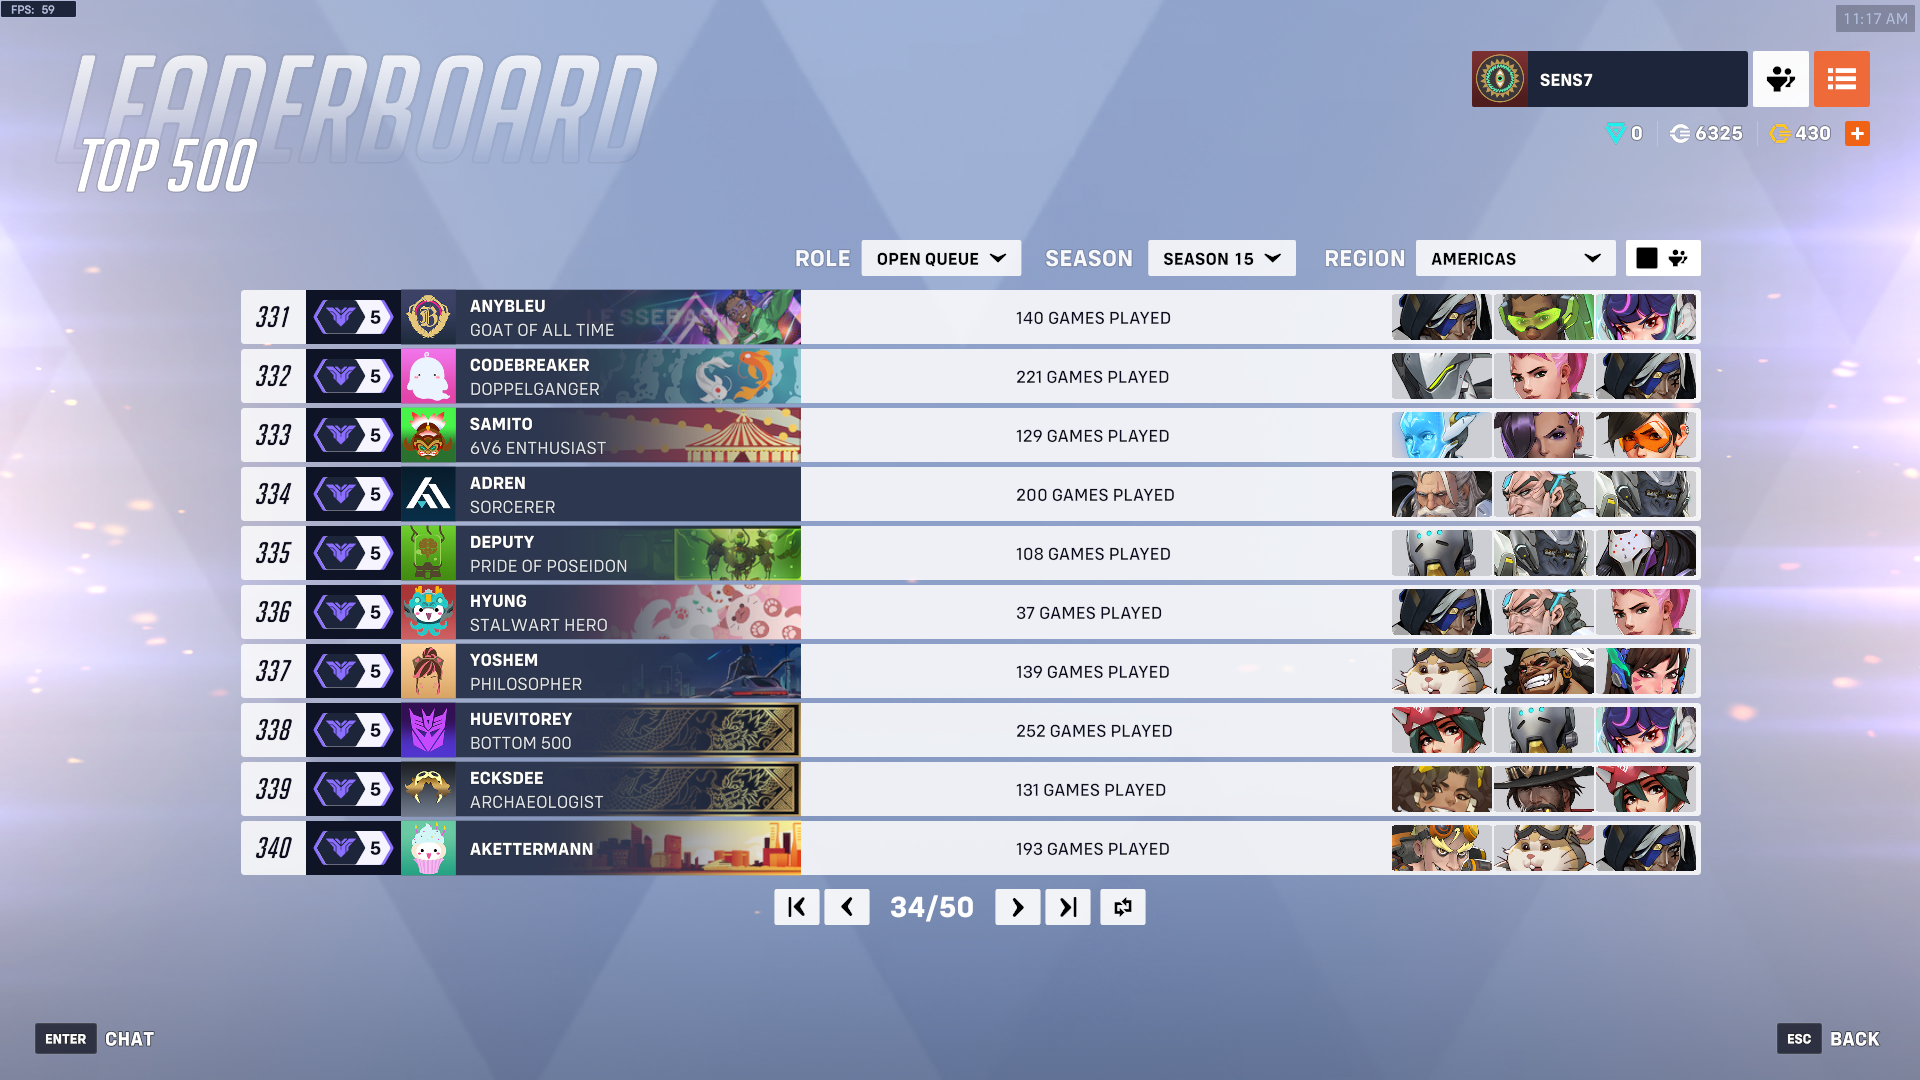 FPS: 59
11:17 AM
LEADERBOARD
TOP 500
SENS7
0 6325 430
ROLE OPEN QUEUE SEASON SEASON 15 REGION AMERICAS
331 5 ANYBLEU 140 GAMES PLAYED
GOAT OF ALL TIME
332 5 CODEBREAKER 221 GAMES PLAYED
DOPPELGANGER
333 5 SAMITO 129 GAMES PLAYED
6V6 ENTHUSIAST
334 5 ADREN 200 GAMES PLAYED
SORCERER
335 5 DEPUTY 108 GAMES PLAYED
PRIDE OF POSEIDON
336 5 HYUNG 37 GAMES PLAYED
STALWART HERO
337 5 YOSHEM 139 GAMES PLAYED
PHILOSOPHER
338 5 HUEVITOREY 252 GAMES PLAYED
BOTTOM 500
339 5 ECKSDEE 131 GAMES PLAYED
ARCHAEOLOGIST
340 5 AKETTERMANN 193 GAMES PLAYED
34/50
ENTER CHAT
ESC BACK